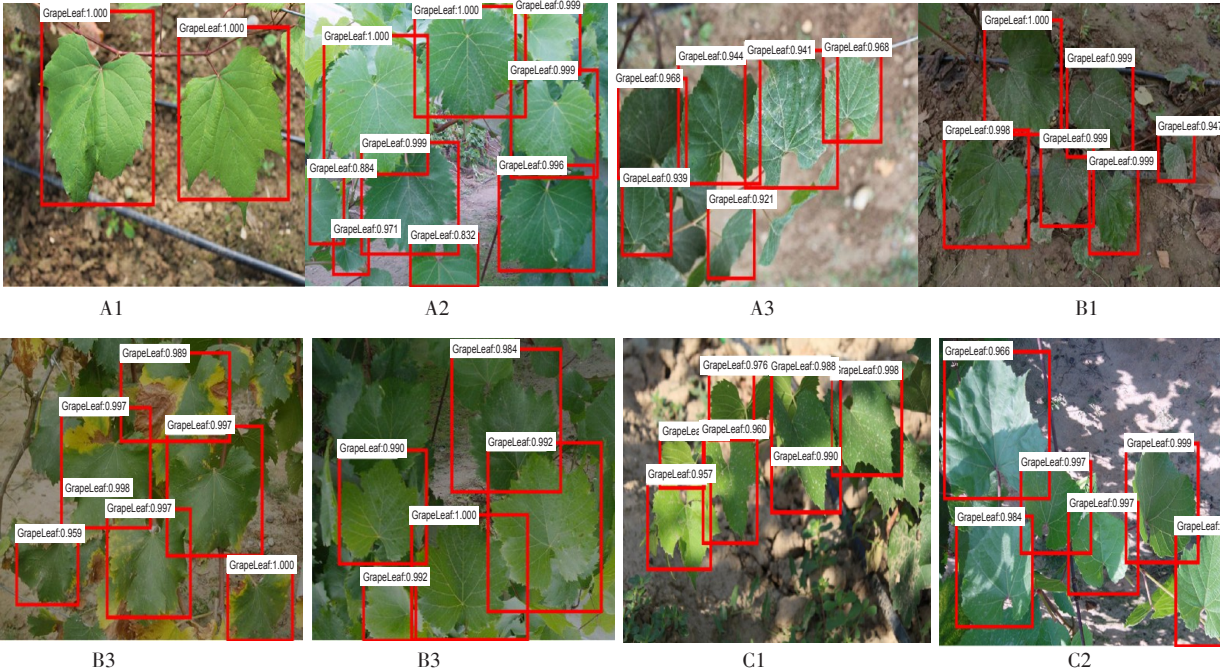 GrapeLeaf:1.000
GrapeLeaf:1.000
GrapeLeaf:1.000
GrapeLeaf:1.000
GrapeLeaf:0.999
GrapeLeaf:0.999
GrapeLeaf:0.999
GrapeLeaf:0.884
GrapeLeaf:0.996
GrapeLeaf:0.971
GrapeLeaf:0.832
GrapeLeaf:0.944
GrapeLeaf:0.941
GrapeLeaf:0.968
GrapeLeaf:0.968
GrapeLeaf:0.939
GrapeLeaf:0.921
GrapeLeaf:1.000
GrapeLeaf:0.999
GrapeLeaf:0.998
GrapeLeaf:0.999
GrapeLeaf:0.947
GrapeLeaf:0.999
A1
A2
A3
B1
GrapeLeaf:0.989
GrapeLeaf:0.997
GrapeLeaf:0.997
GrapeLeaf:0.998
GrapeLeaf:0.997
GrapeLeaf:0.959
GrapeLeaf:1.000
GrapeLeaf:0.984
GrapeLeaf:0.990
GrapeLeaf:0.992
GrapeLeaf:1.000
GrapeLeaf:0.992
GrapeLeaf:0.976
GrapeLeaf:0.988
rapeLeaf:0.998
GrapeLea
GrapeLeaf:0.960
GrapeLeaf:0.990
GrapeLeaf:0.957
GrapeLeaf:0.966
GrapeLeaf:0.999
GrapeLeaf:0.997
GrapeLeaf:0.997
GrapeLeaf:0.984
GrapeLeaf:
B3
B3
C1
C2